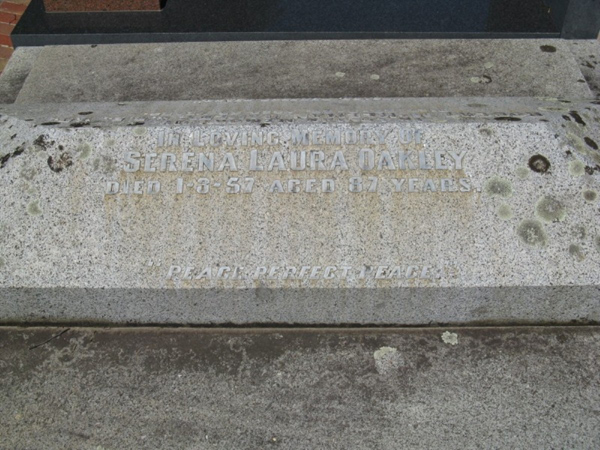 IN LOVING MEMORY OF
SERENA LAURA OAKLEY
DIED 1-8-57 AGED 87 YEARS
PEACE, PERFECT PEACE.